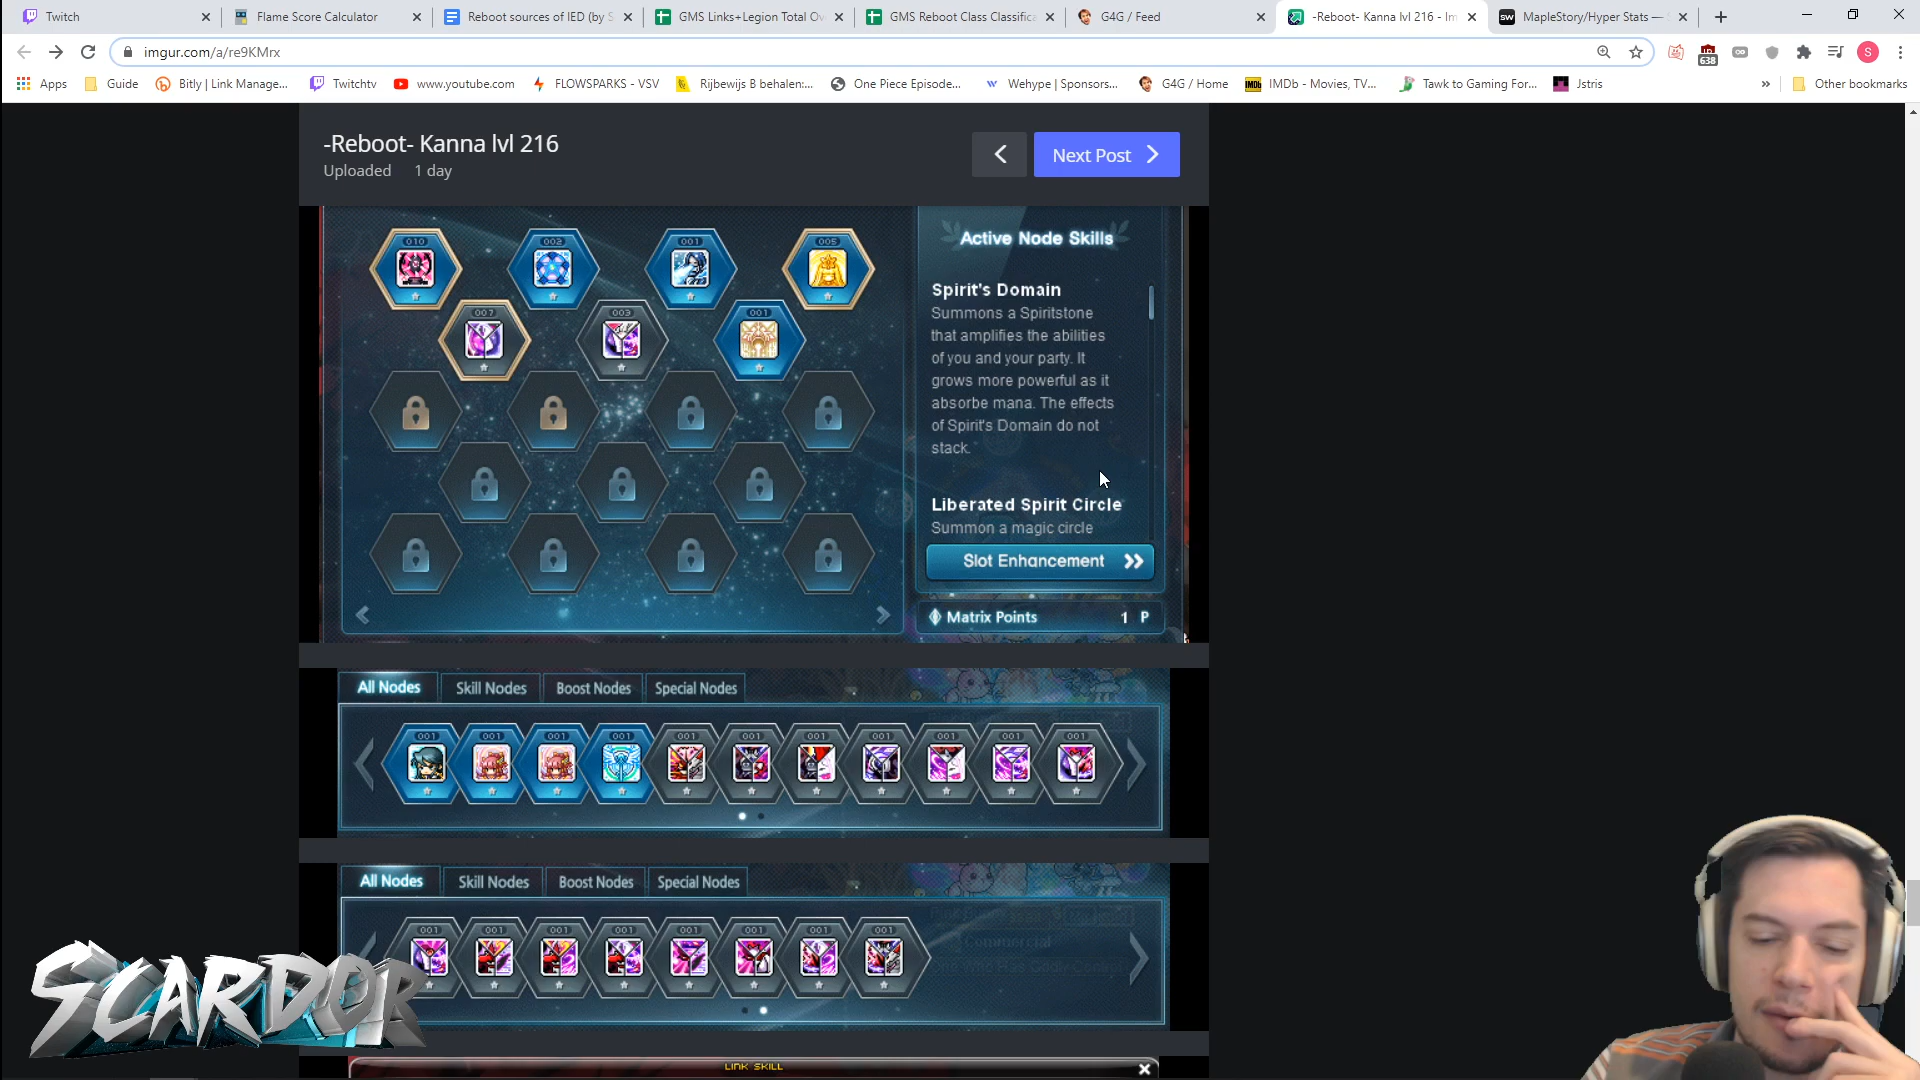 Twitch
Flame Score Calculator
Reboot sources of IED (by S
GMS Links+Legion Total Ov
GMS Reboot Class Classifica
G4G / Feed
-Reboot- Kanna lvl 216 - Im
MapleStory/Hyper Stats —
imgur.com/a/re9KMrx
638
S
Apps
Guide
Bitly | Link Manage...
Twitchtv
www.youtube.com
FLOWSPARKS - VSV
Rijbewijs B behalen:...
One Piece Episode...
Wehype | Sponsors...
G4G / Home
IMDb - Movies, TV...
Tawk to Gaming For...
Jstris
Other bookmarks
-Reboot- Kanna lvl 216
Uploaded 1 day
Next Post
010 002 001 005
007 003 001
Active Node Skills
Spirit's Domain
Summons a Spiritstone
that amplifies the abilities
of you and your party. It
grows more powerful as it
absorbe mana. The effects
of Spirit's Domain do not
stack.
Liberated Spirit Circle
Summon a magic circle
Slot Enhancement
Matrix Points 1 P
All Nodes Skill Nodes Boost Nodes Special Nodes
001 001 001 001 001 001 001 001 001 001 001
All Nodes Skill Nodes Boost Nodes Special Nodes
001 001 001 001 001 001 001 001
Commercial
SCARDOR
LINK SKILL